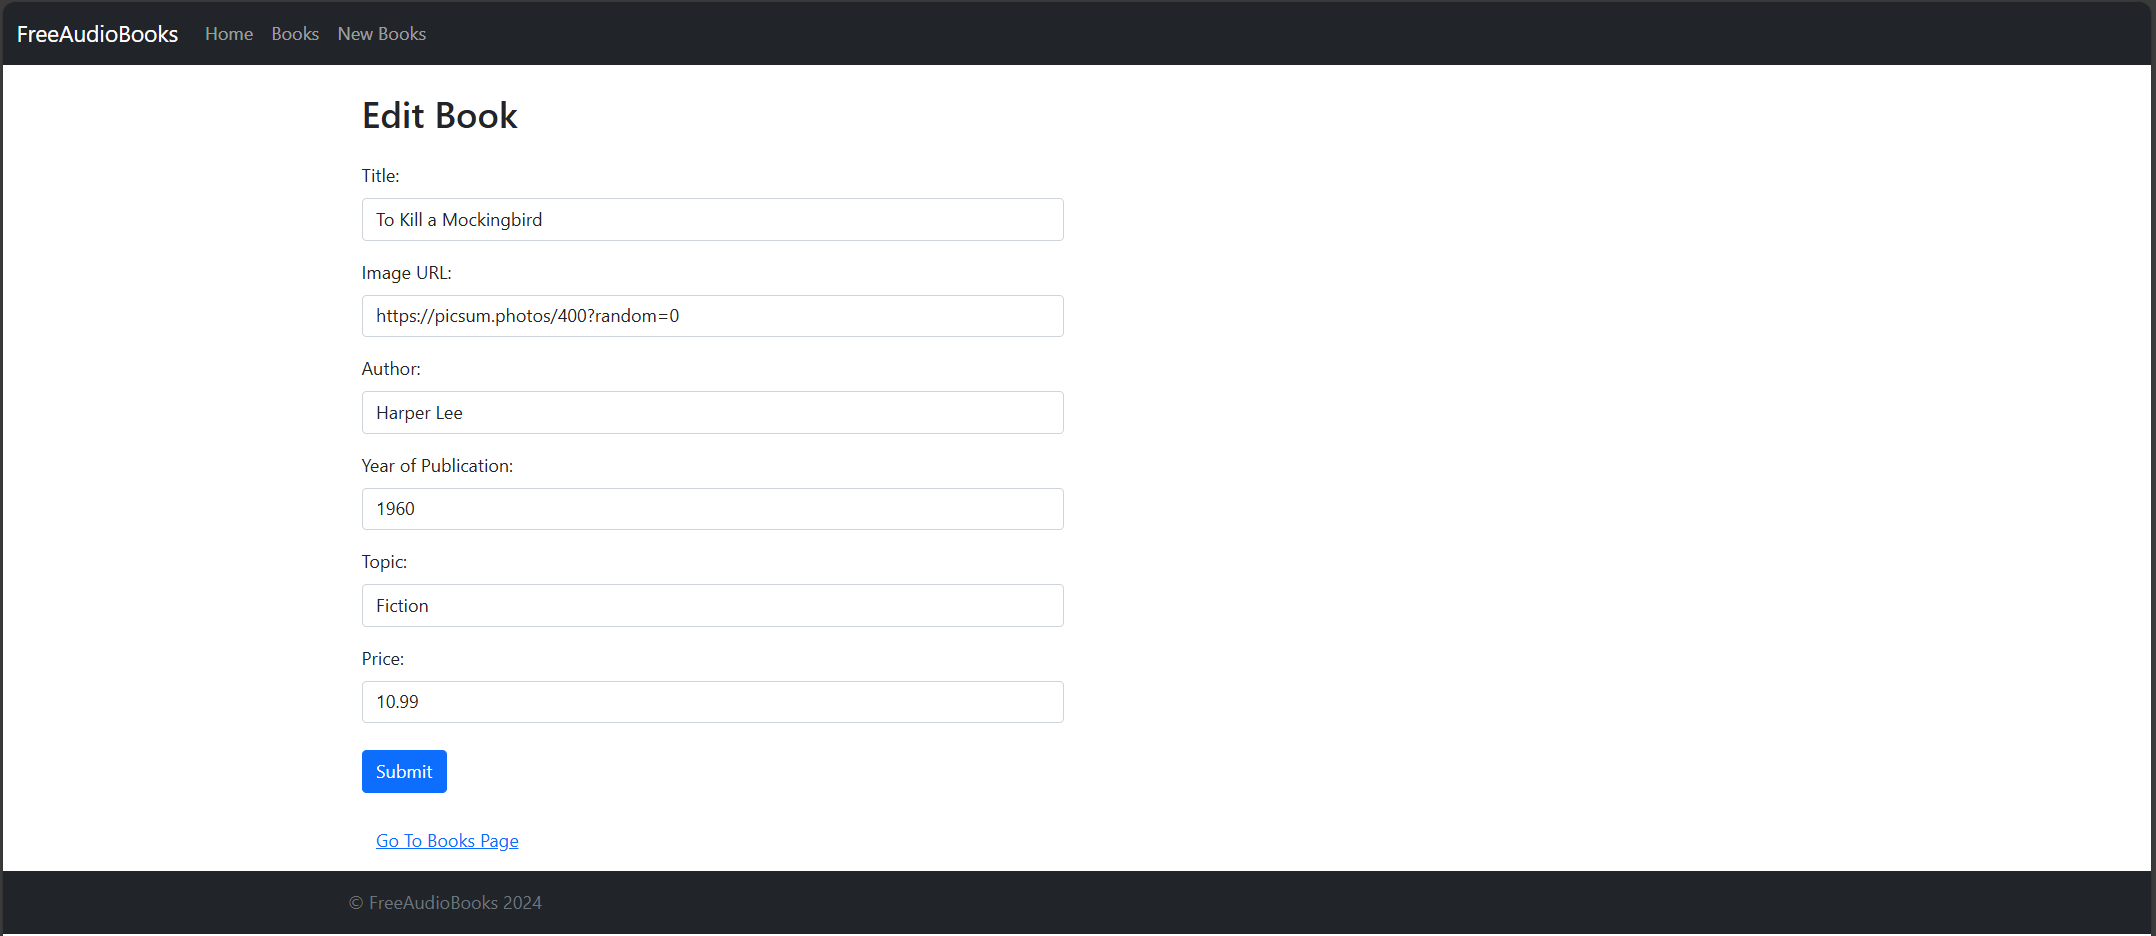 FreeAudioBooks Home Books New Books
Edit Book
Title:
To Kill a Mockingbird
Image URL:
https://picsum.photos/400?random=0
Author:
Harper Lee
Year of Publication:
1960
Topic:
Fiction
Price:
10.99
Submit
Go To Books Page
© FreeAudioBooks 2024